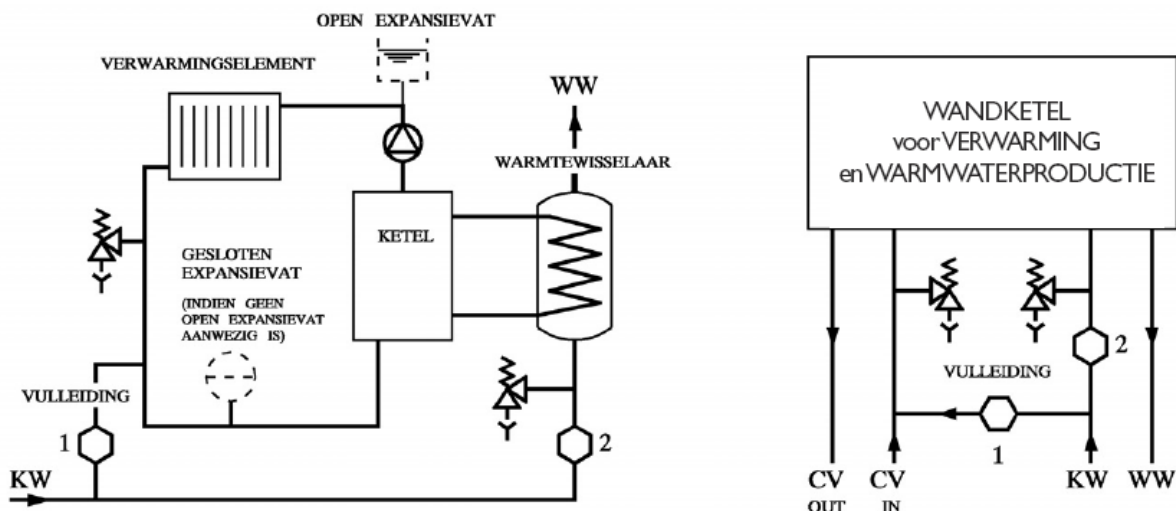 OPEN EXPANSIEVAT
VERWARMINGSELEMENT
WW
WARMTEWISSELAAR
KETEL
GESLOTEN
EXPANSIEVAT
(INDIEN GEEN
OPEN EXPANSIEVAT
AANWEZIG IS)
VULLEIDING
1
2
KW
WANDKETEL
voor VERWARMING
en WARMWATERPRODUCTIE
2
VULLEIDING
1
CV
OUT
CV
IN
KW
WW